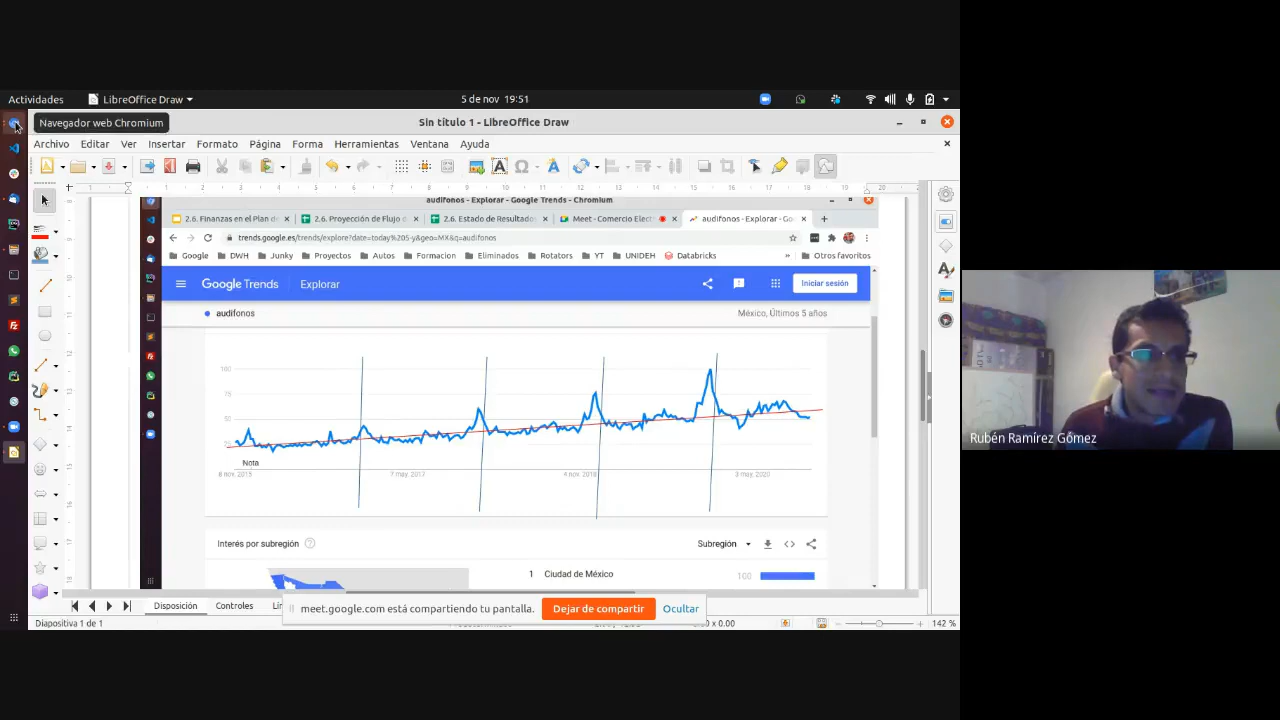 Actividades LibreOffice Draw 5 de nov 19:51
Navegador web Chromium
Sin título 1 - LibreOffice Draw
Archivo Editar Ver Insertar Formato Página Forma Herramientas Ventana Ayuda
audifonos - Explorar - Google Trends - Chromium
2.6. Finanzas en el Plan de 2.6. Proyección de Flujo d 2.6. Estado de Resultados Meet - Comercio Elect audifonos - Explorar - Go
trends.google.es/trends/explore?date=today%205-y&geo=MX&q=audifonos
Google DWH Junky Proyectos Autos Formacion Eliminados Rotators YT UNIDEH Databricks » Otros favoritos
Google Trends Explorar Iniciar sesión
audífonos México, Últimos 5 años
100
75
50
25
Nota
8 nov. 2015 7 may. 2017 4 nov. 2018 3 may. 2020
Interés por subregión Subregión
1 Ciudad de México 100
Disposición Controles
meet.google.com está compartiendo tu pantalla. Dejar de compartir Ocultar
Diapositiva 1 de 1 142 %
Rubén Ramírez Gómez